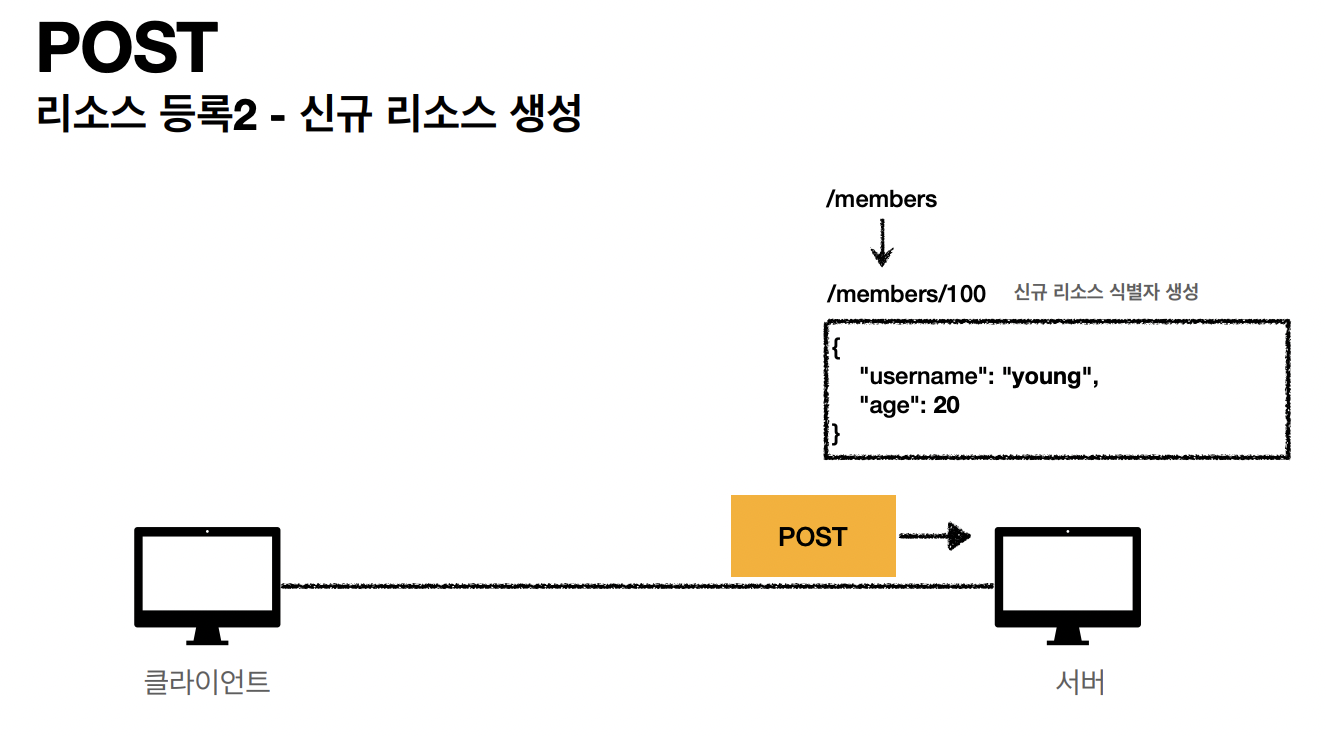 POST
리소스 등록2 - 신규 리소스 생성
/members
/members/100 신규 리소스 식별자 생성
{
"username": "young",
"age": 20
}
POST
클라이언트
서버